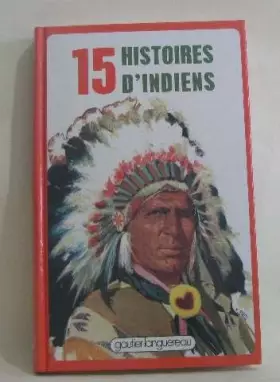 15 HISTOIRES
D'INDIENS
gautier-languereau